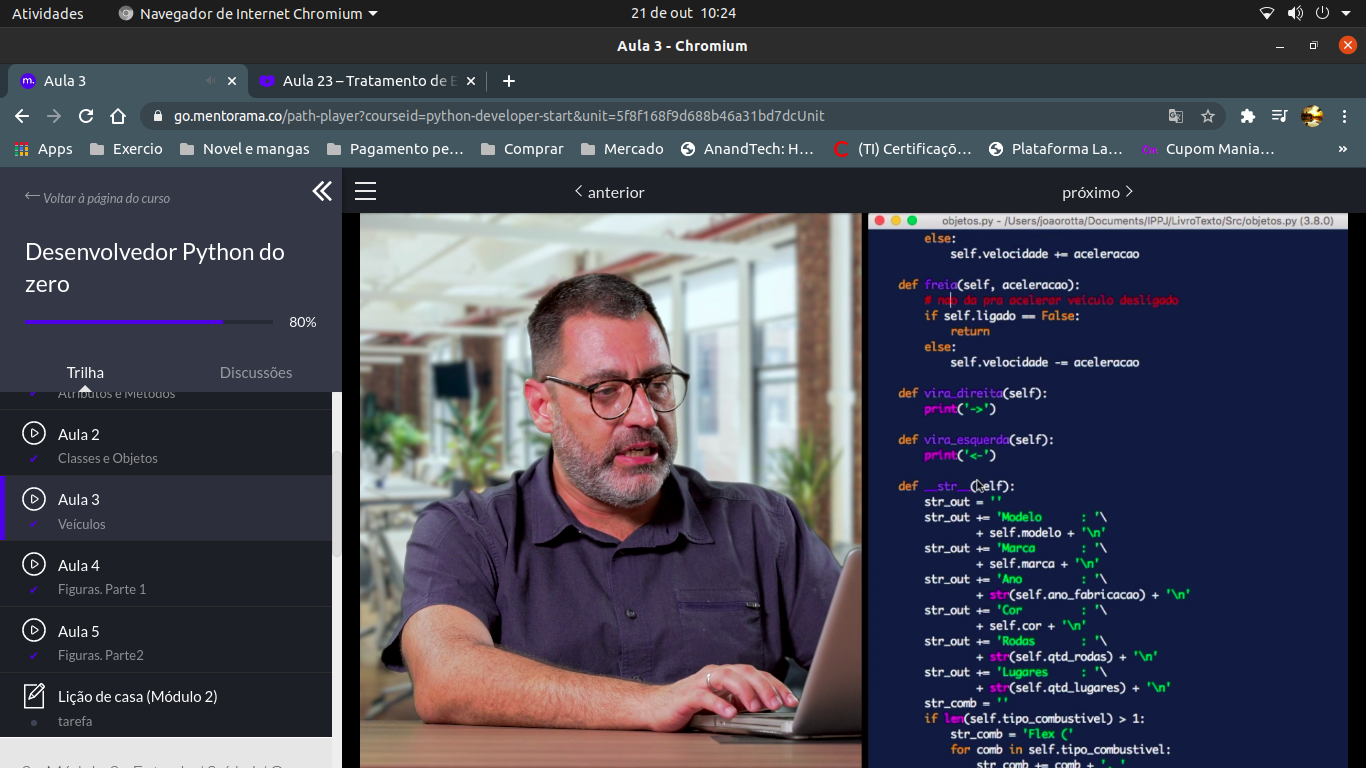 Atividades
Navegador de Internet Chromium
21 de out 10:24
Aula 3 - Chromium
Aula 3
Aula 23 – Tratamento de E
go.mentorama.co/path-player?courseid=python-developer-start&unit=5f8f168f9d688b46a31bd7dcUnit
Apps
Exercio
Novel e mangas
Pagamento pe…
Comprar
Mercado
AnandTech: H…
(TI) Certificaçõ…
Plataforma La…
Cupom Mania…
»
Voltar à página do curso
anterior
próximo
Desenvolvedor Python do
zero
80%
Trilha
Discussões
Atributos e Métodos
Aula 2
Classes e Objetos
Aula 3
Veículos
Aula 4
Figuras. Parte 1
Aula 5
Figuras. Parte2
Lição de casa (Módulo 2)
tarefa
objetos.py - /Users/joaorotta/Documents/IPPJ/LivroTexto/Src/objetos.py (3.8.0)
else:
self.velocidade += aceleracao
def freia(self, aceleracao):
# nao da pra acelerar veiculo desligado
if self.ligado == False:
return
else:
self.velocidade -= aceleracao
def vira_direita(self):
print('->')
def vira_esquerda(self):
print('<-')
def __str__(self):
str_out = ''
str_out += 'Modelo : '\
+ self.modelo + '\n'
str_out += 'Marca : '\
+ self.marca + '\n'
str_out += 'Ano : '\
+ str(self.ano_fabricacao) + '\n'
str_out += 'Cor : '\
+ self.cor + '\n'
str_out += 'Rodas : '\
+ str(self.qtd_rodas) + '\n'
str_out += 'Lugares : '\
+ str(self.qtd_lugares) + '\n'
str_comb = ''
if len(self.tipo_combustivel) > 1:
str_comb = 'Flex ('
for comb in self.tipo_combustivel:
str_comb += comb + ', '